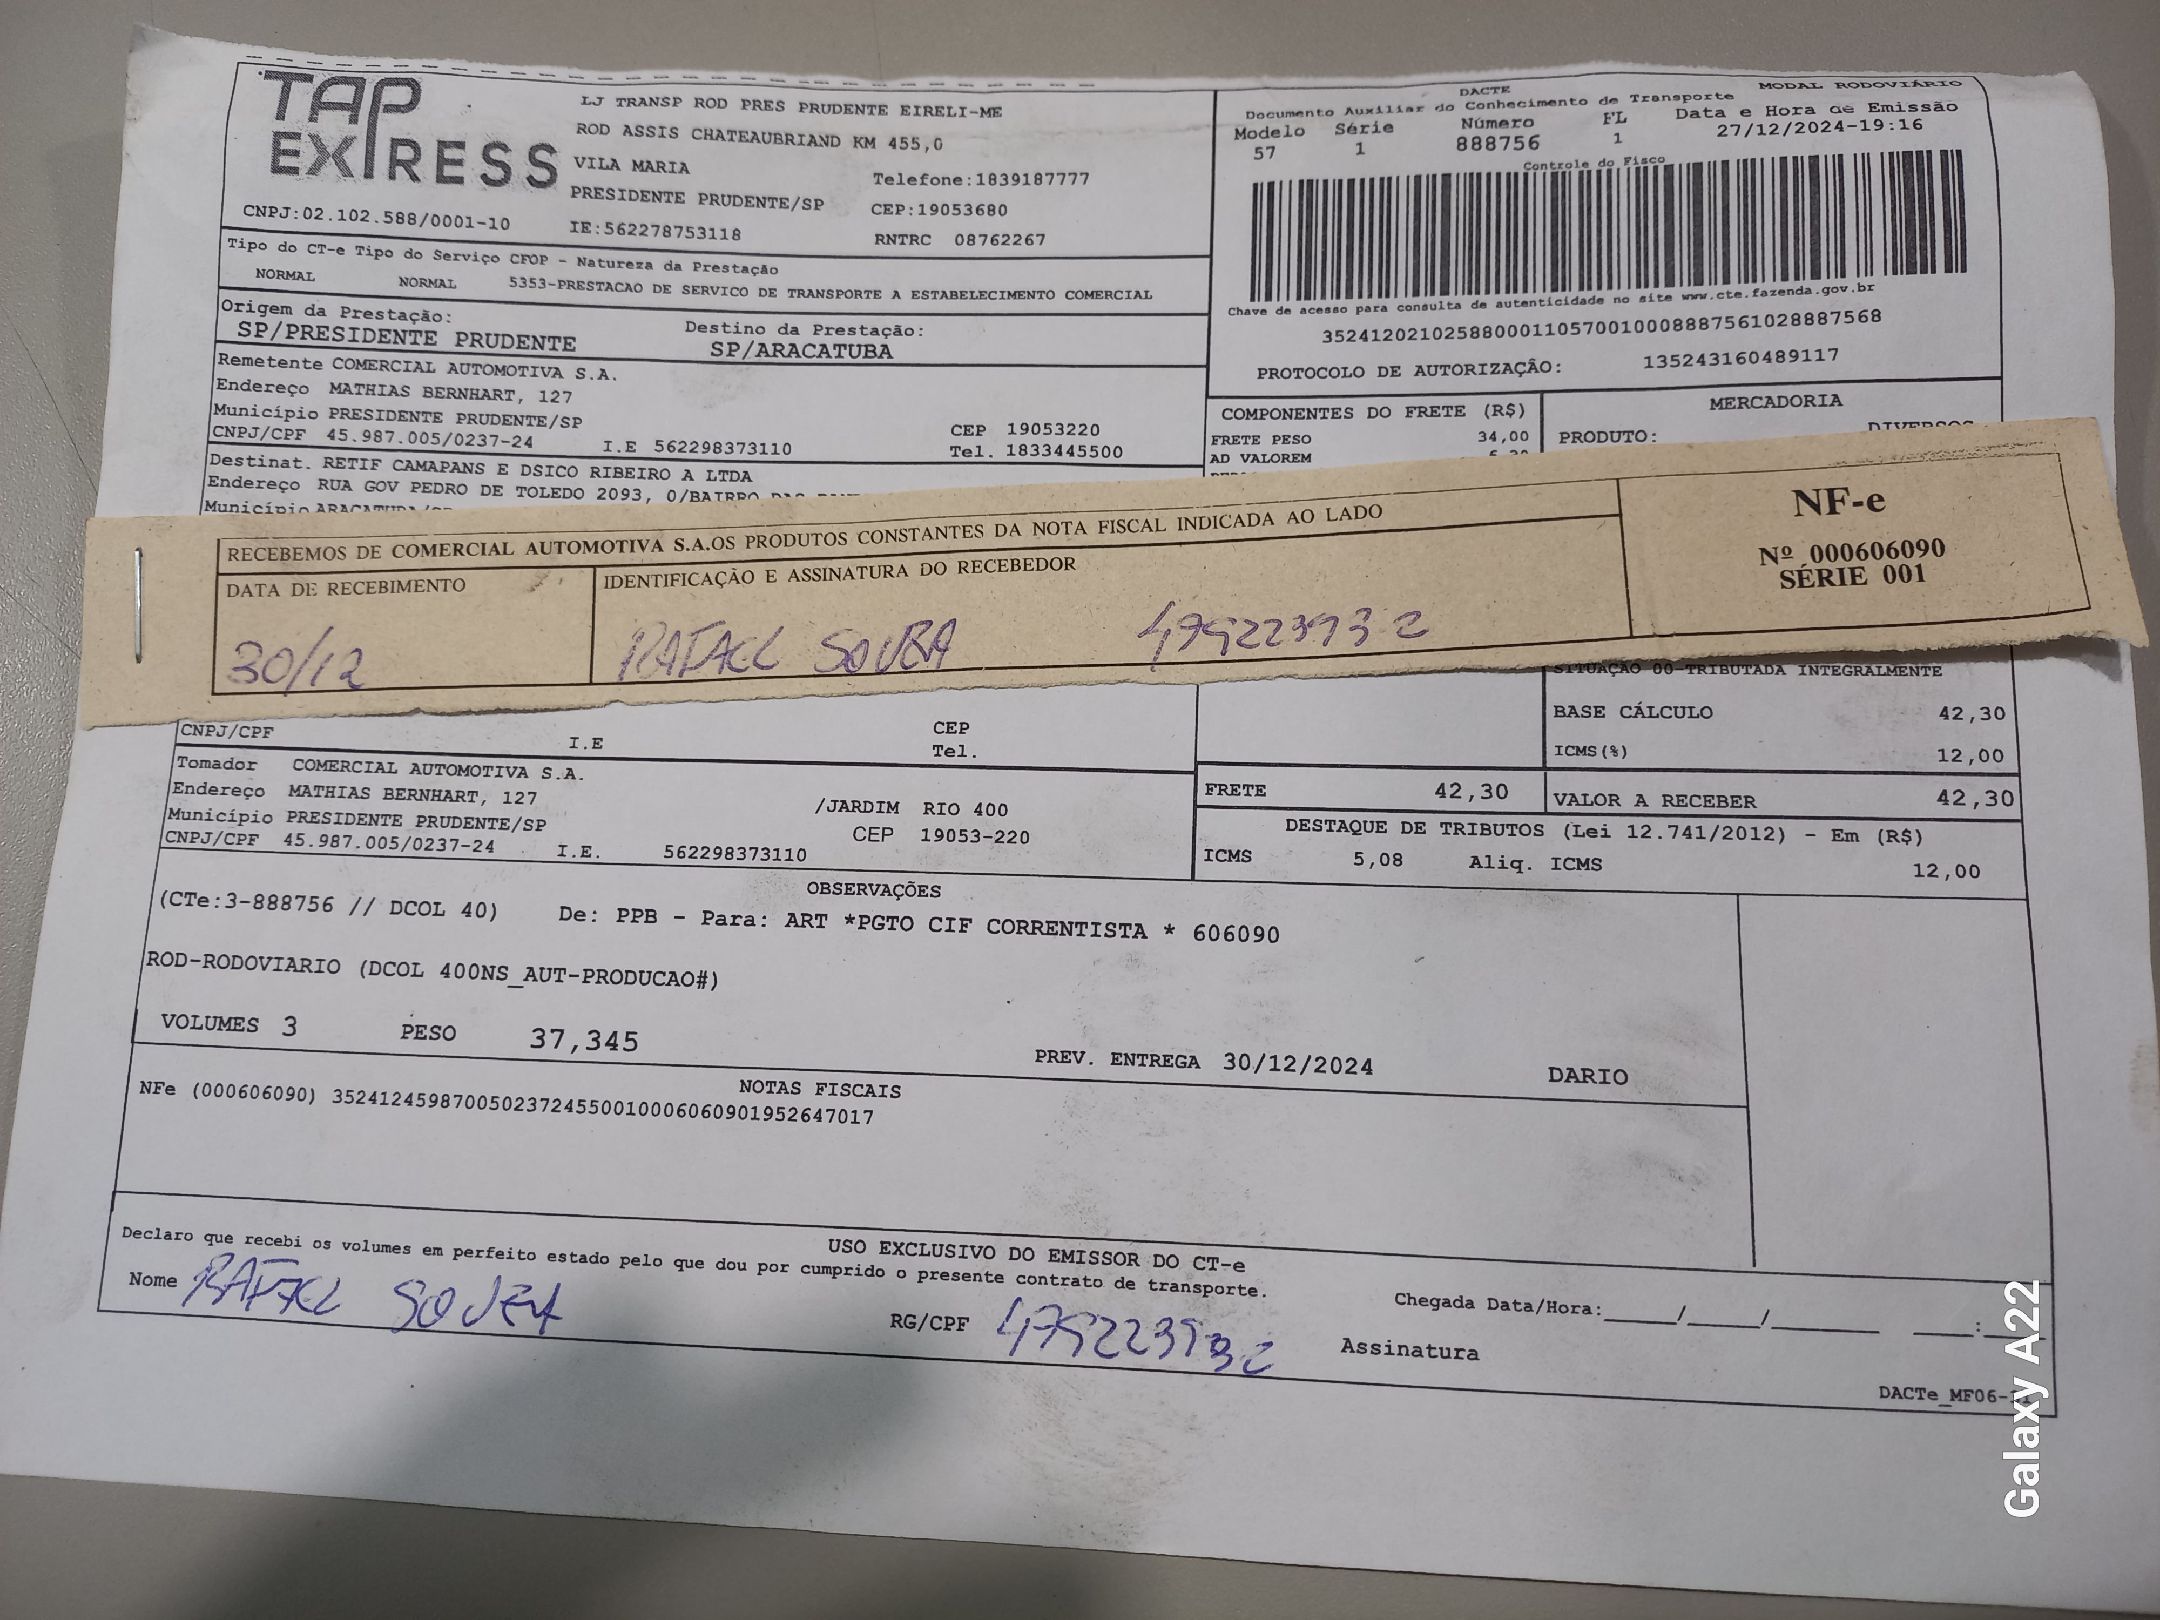 TAP
EXPRESS
LJ TRANSP ROD PRES PRUDENTE EIRELI-ME
ROD ASSIS CHATEAUBRIAND KM 455,0
VILA MARIA
Telefone:1839187777
PRESIDENTE PRUDENTE/SP CEP:19053680
CNPJ:02.102.588/0001-10 IE:562278753118 RNTRC 08762267
DACTE MODAL RODOVIÁRIO
Documento Auxiliar do Conhecimento de Transporte
Modelo Série Número FL Data e Hora de Emissão
57 1 888756 1 27/12/2024-19:16
Controle do Fisco
Chave de acesso para consulta de autenticidade no site www.cte.fazenda.gov.br
35241202102588000110570010008887561028887568
PROTOCOLO DE AUTORIZAÇÃO: 135243160489117
Tipo do CT-e Tipo do Serviço CFOP - Natureza da Prestação
NORMAL NORMAL 5353-PRESTACAO DE SERVICO DE TRANSPORTE A ESTABELECIMENTO COMERCIAL
Origem da Prestação: Destino da Prestação:
SP/PRESIDENTE PRUDENTE SP/ARACATUBA
Remetente COMERCIAL AUTOMOTIVA S.A.
Endereço MATHIAS BERNHART, 127
Município PRESIDENTE PRUDENTE/SP CEP 19053220
CNPJ/CPF 45.987.005/0237-24 I.E 562298373110 Tel. 1833445500
Destinat. RETIF CAMAPANS E DSICO RIBEIRO A LTDA
Endereço RUA GOV PEDRO DE TOLEDO 2093, 0/BAIRRO
Município ARACATUBA
COMPONENTES DO FRETE (R$) MERCADORIA
FRETE PESO 34,00 PRODUTO: DIVERSOS
AD VALOREM
RECEBEMOS DE COMERCIAL AUTOMOTIVA S.A.OS PRODUTOS CONSTANTES DA NOTA FISCAL INDICADA AO LADO
DATA DE RECEBIMENTO IDENTIFICAÇÃO E ASSINATURA DO RECEBEDOR
30/12 RAFAEL SOUZA 479223932
NF-e
Nº 000606090
SÉRIE 001
SITUAÇÃO 00-TRIBUTADA INTEGRALMENTE
BASE CÁLCULO 42,30
ICMS(%) 12,00
CNPJ/CPF I.E CEP
Tel.
Tomador COMERCIAL AUTOMOTIVA S.A.
Endereço MATHIAS BERNHART, 127 /JARDIM RIO 400
Município PRESIDENTE PRUDENTE/SP CEP 19053-220
CNPJ/CPF 45.987.005/0237-24 I.E. 562298373110
FRETE 42,30 VALOR A RECEBER 42,30
DESTAQUE DE TRIBUTOS (Lei 12.741/2012) - Em (R$)
ICMS 5,08 Aliq. ICMS 12,00
OBSERVAÇÕES
(CTe:3-888756 // DCOL 40) De: PPB - Para: ART *PGTO CIF CORRENTISTA * 606090
ROD-RODOVIARIO (DCOL 400NS_AUT-PRODUCAO#)
VOLUMES 3 PESO 37,345 PREV. ENTREGA 30/12/2024 DARIO
NOTAS FISCAIS
NFe (000606090) 35241245987005023724550010006060901952647017
USO EXCLUSIVO DO EMISSOR DO CT-e
Declaro que recebi os volumes em perfeito estado pelo que dou por cumprido o presente contrato de transporte.
Nome RAFAEL SOUZA RG/CPF 479223932 Chegada Data/Hora:____/____/______ ___:___
Assinatura
DACTe_MF06-
Galaxy A22